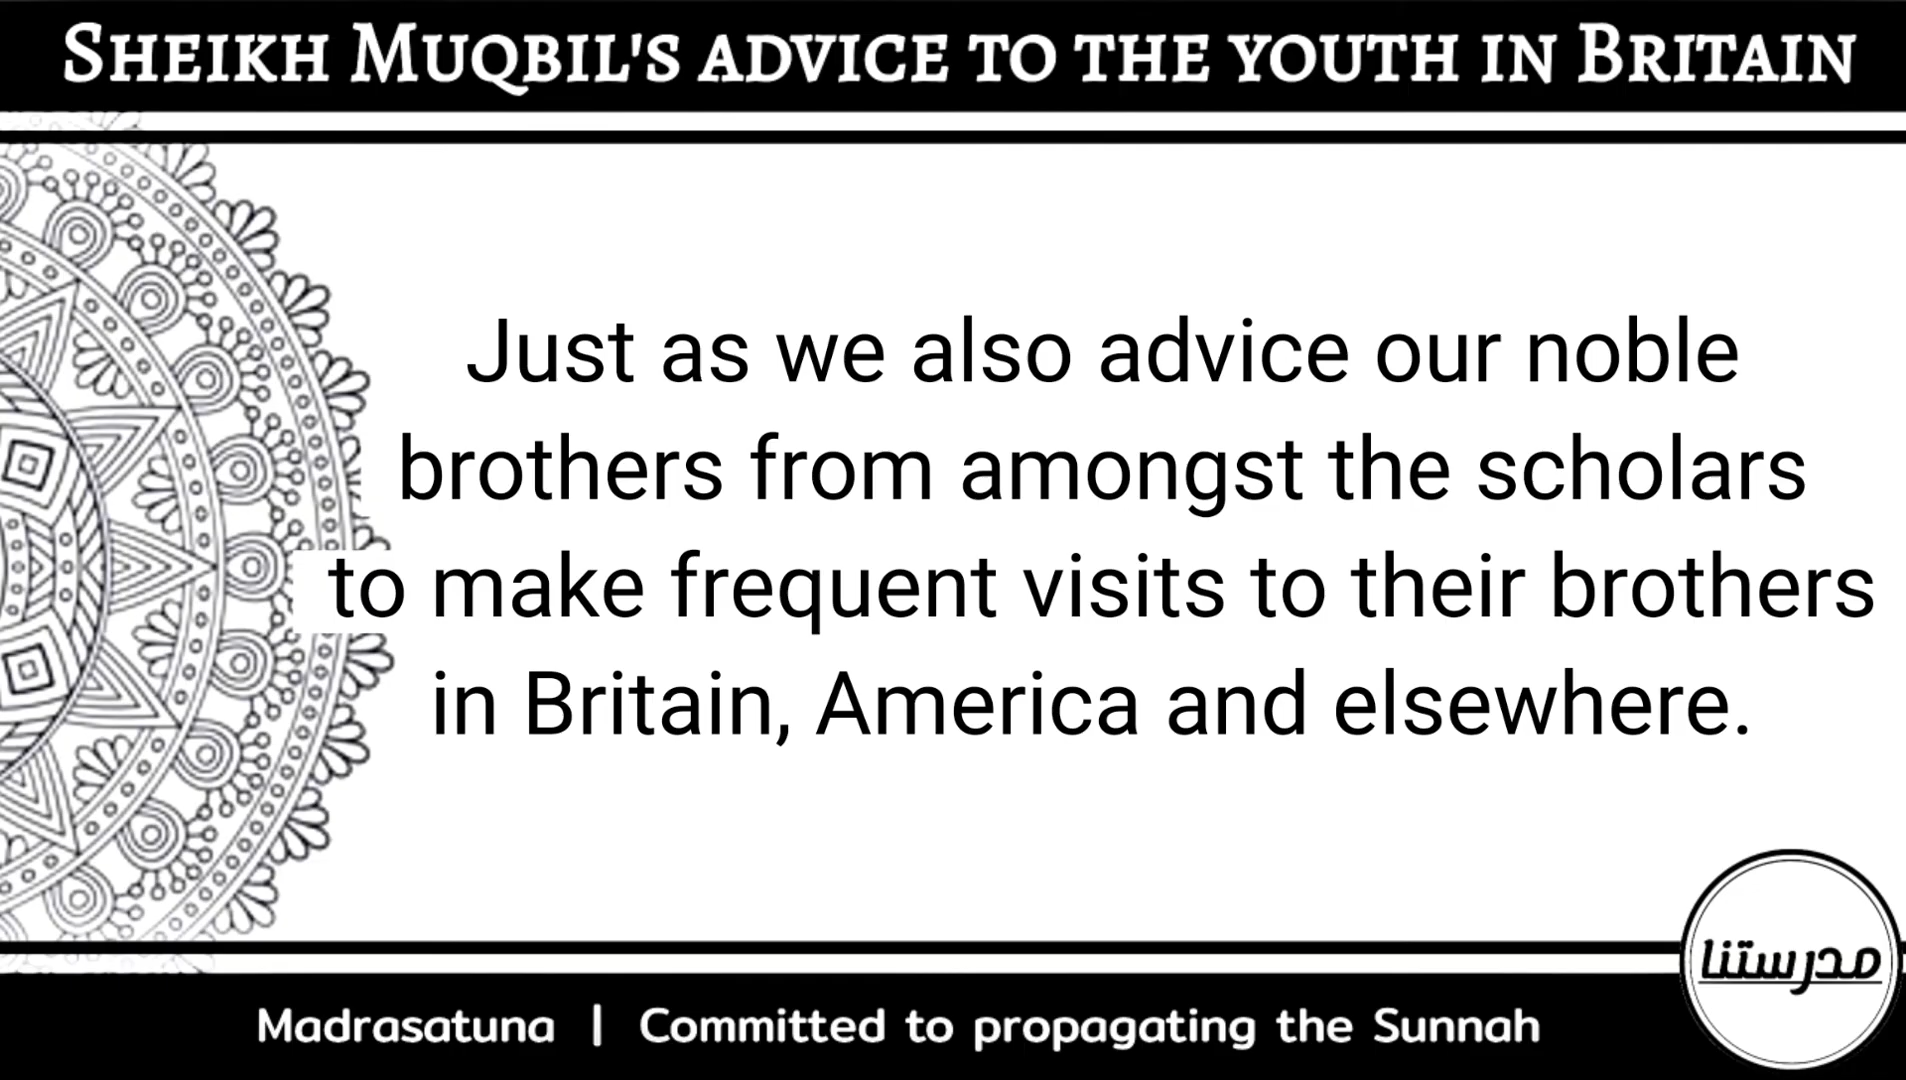 Sheikh Muqbil's advice to the youth in Britain
Just as we also advice our noble
brothers from amongst the scholars
to make frequent visits to their brothers
in Britain, America and elsewhere.
مدرستنا
Madrasatuna | Committed to propagating the Sunnah